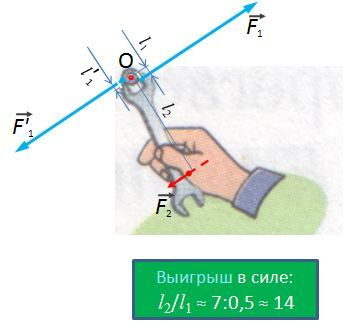 F₁
l₁
O
l′₁
l₂
F′₁
F₂
Выигрыш в силе:
l₂/l₁ ≈ 7:0,5 ≈ 14